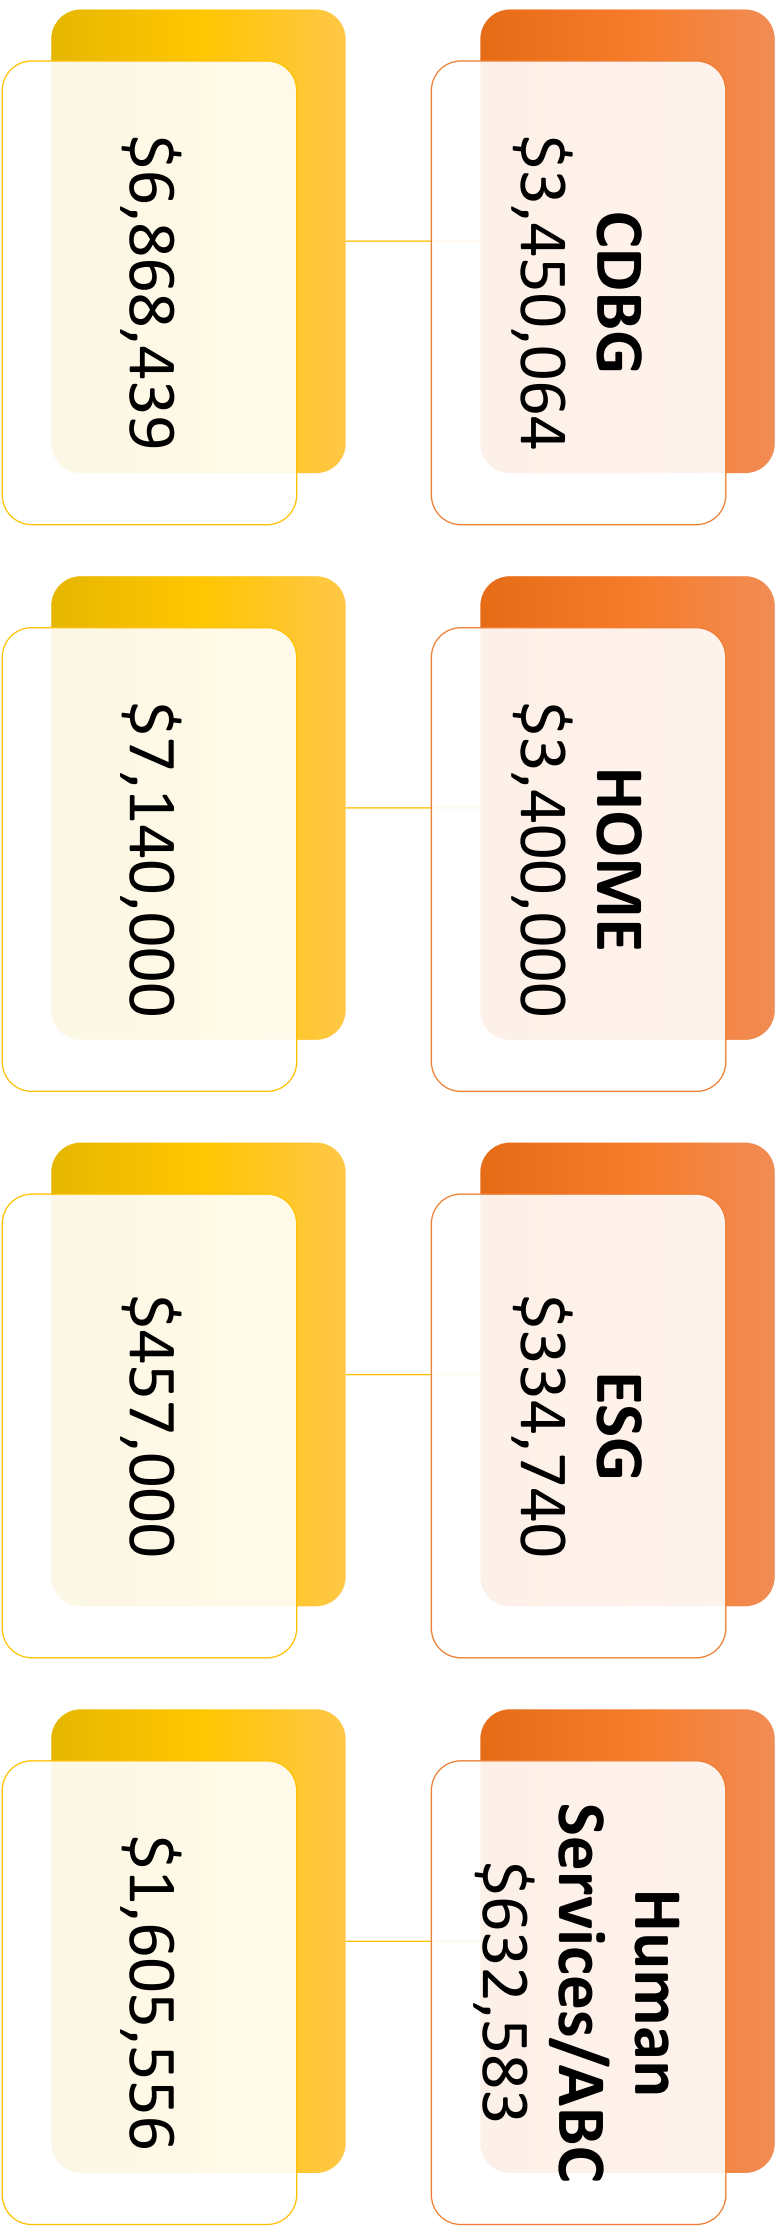 CDBG
$3,450,064
HOME
$3,400,000
ESG
$334,740
Human
Services/ABC
$632,583
$6,868,439
$7,140,000
$457,000
$1,605,556